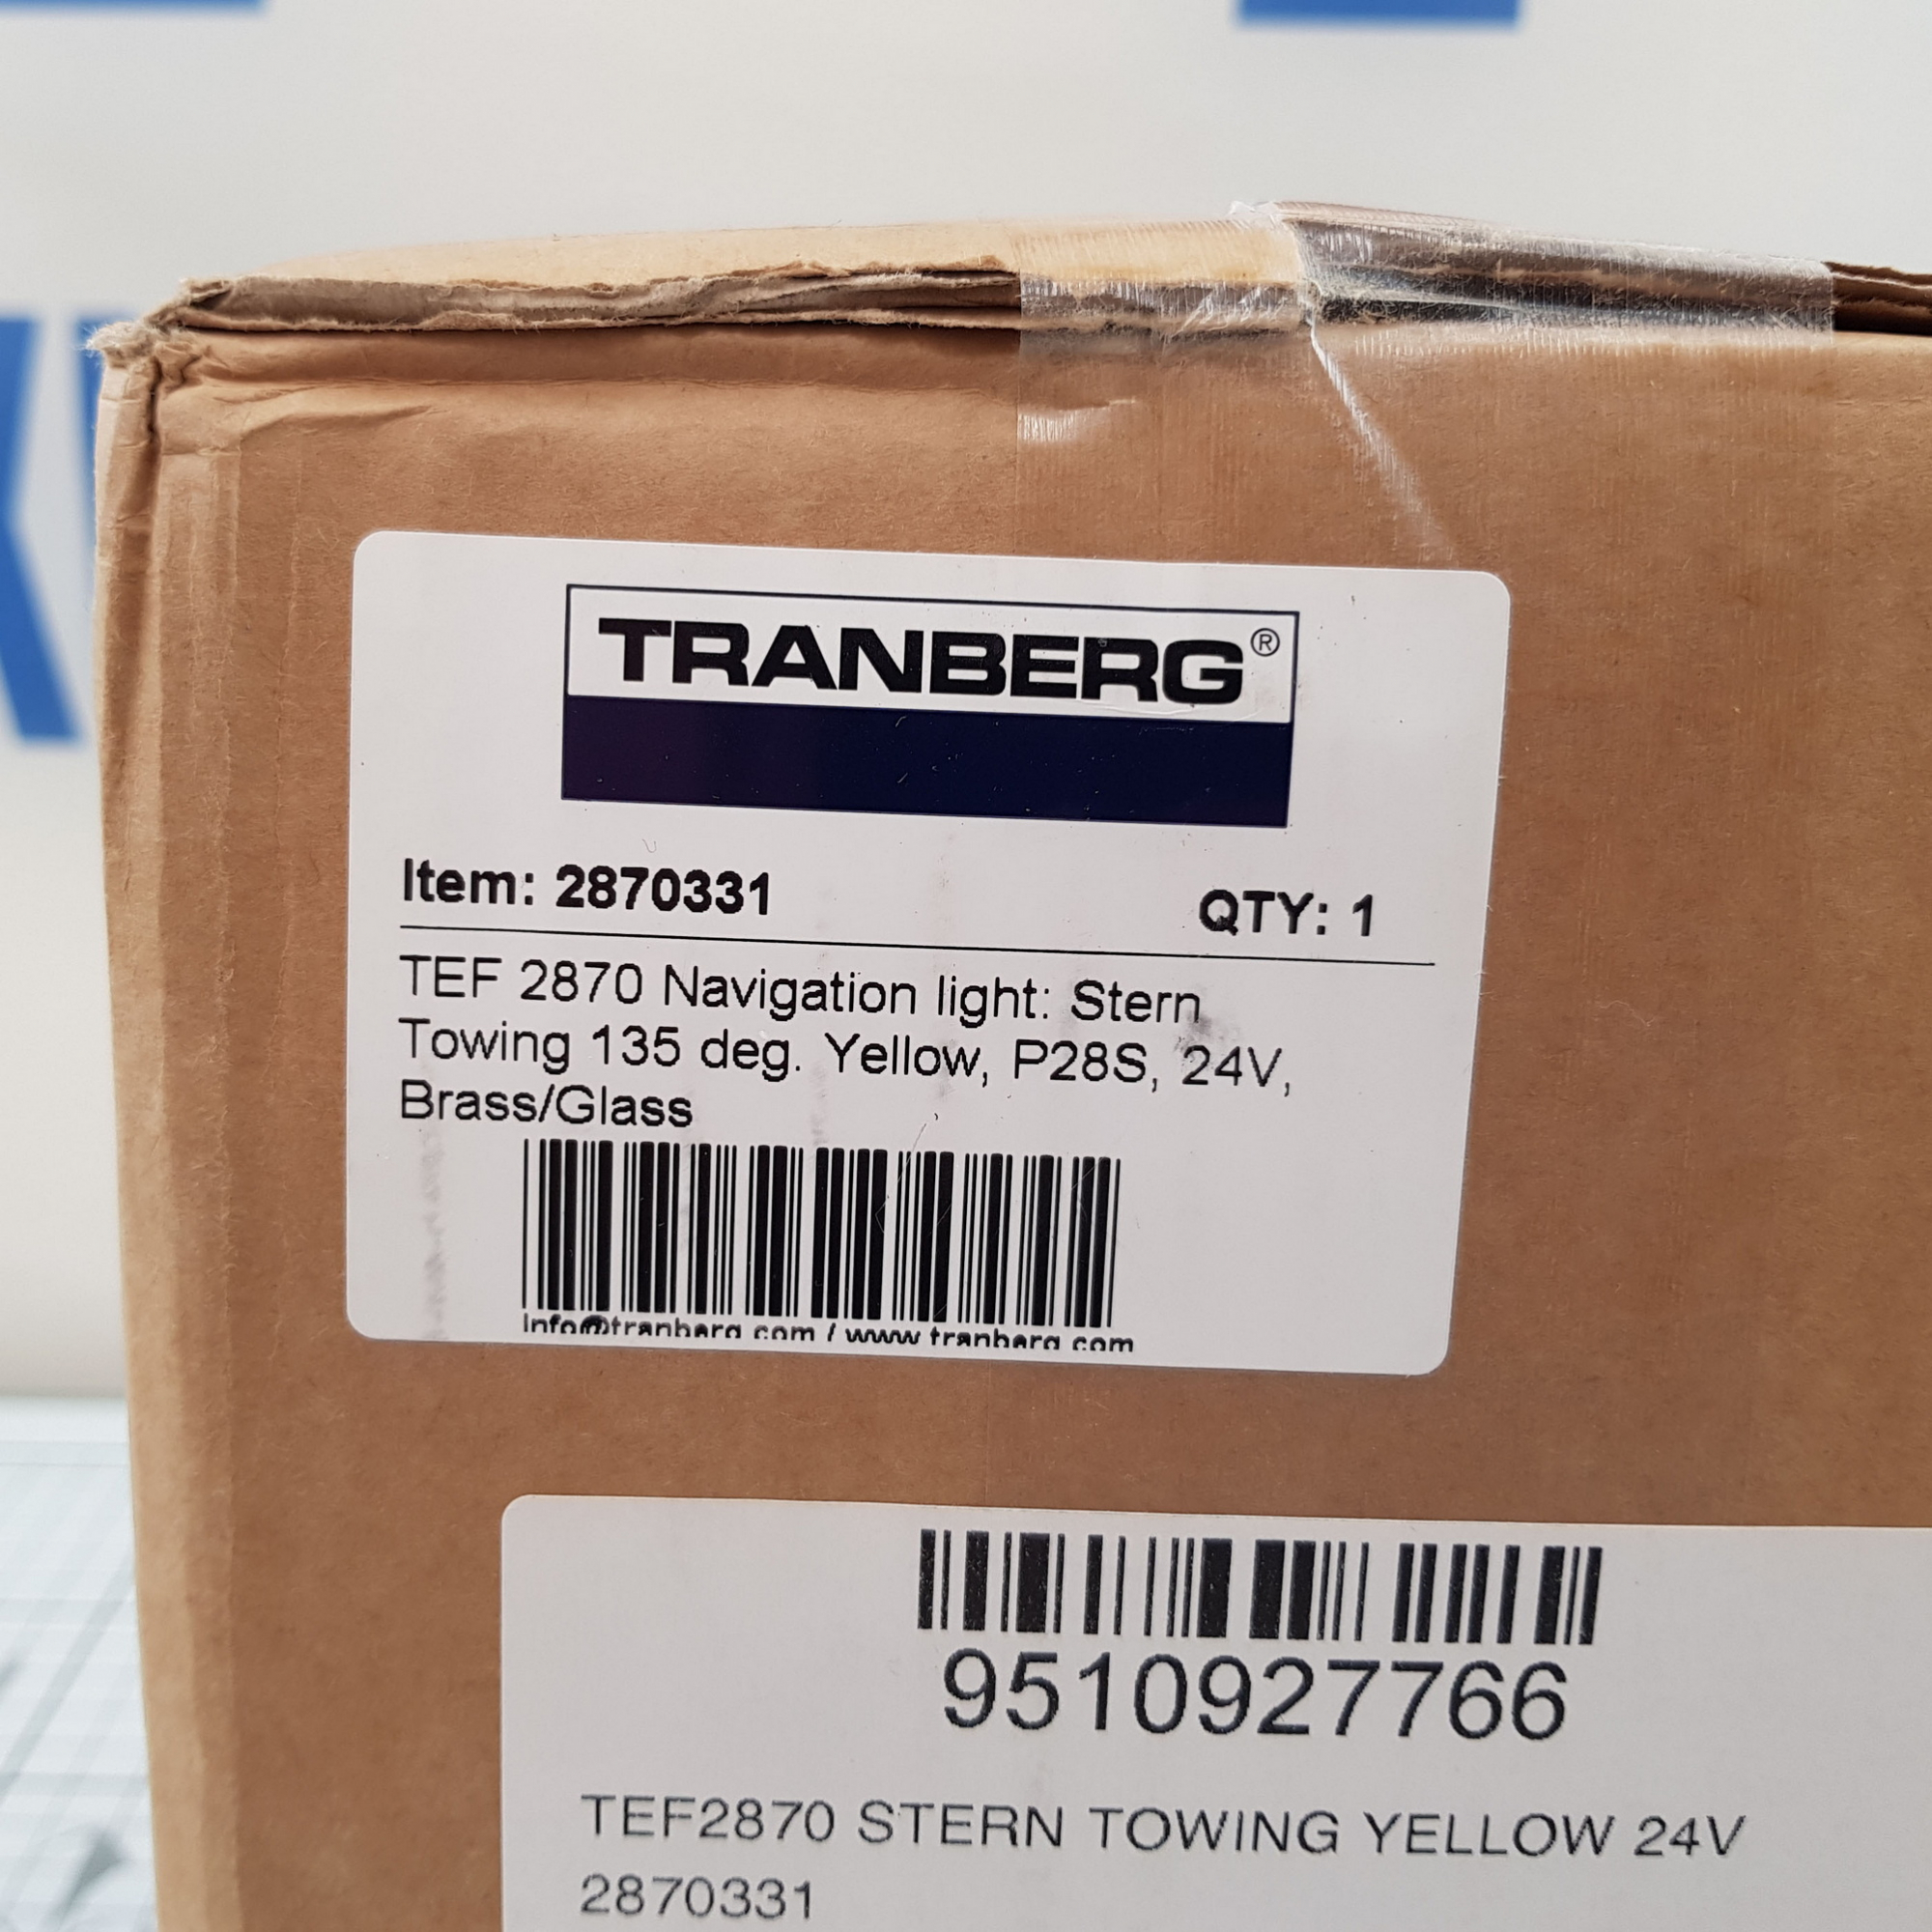 TRANBERG®
Item: 2870331 QTY: 1
TEF 2870 Navigation light: Stern
Towing 135 deg. Yellow, P28S, 24V,
Brass/Glass
Info@tranberg.com / www.tranberg.com
9510927766
TEF2870 STERN TOWING YELLOW 24V
2870331